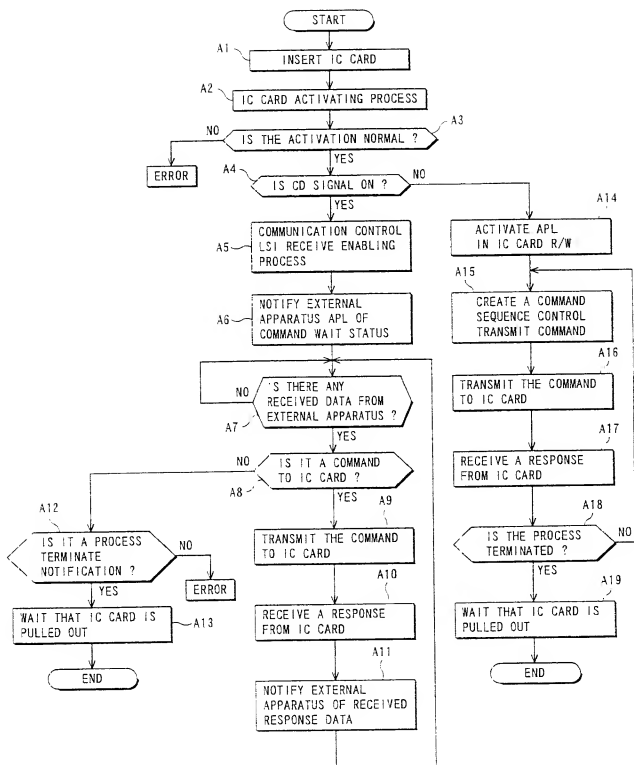 START
A1
INSERT IC CARD
A2
IC CARD ACTIVATING PROCESS
A3
NO
IS THE ACTIVATION NORMAL ?
YES
ERROR
A4
IS CD SIGNAL ON ?
NO
YES
A5
COMMUNICATION CONTROL
LSI RECEIVE ENABLING
PROCESS
A6
NOTIFY EXTERNAL
APPARATUS APL OF
COMMAND WAIT STATUS
NO
IS THERE ANY
RECEIVED DATA FROM
EXTERNAL APPARATUS ?
A7
YES
NO
IS IT A COMMAND
TO IC CARD ?
A8
YES
A9
TRANSMIT THE COMMAND
TO IC CARD
A10
RECEIVE A RESPONSE
FROM IC CARD
A11
NOTIFY EXTERNAL
APPARATUS OF RECEIVED
RESPONSE DATA
A12
IS IT A PROCESS
TERMINATE
NOTIFICATION ?
NO
YES
ERROR
WAIT THAT IC CARD IS
PULLED OUT
A13
END
A14
ACTIVATE APL
IN IC CARD R/W
A15
CREATE A COMMAND
SEQUENCE CONTROL
TRANSMIT COMMAND
A16
TRANSMIT THE COMMAND
TO IC CARD
A17
RECEIVE A RESPONSE
FROM IC CARD
A18
IS THE PROCESS
TERMINATED ?
NO
YES
A19
WAIT THAT IC CARD IS
PULLED OUT
END